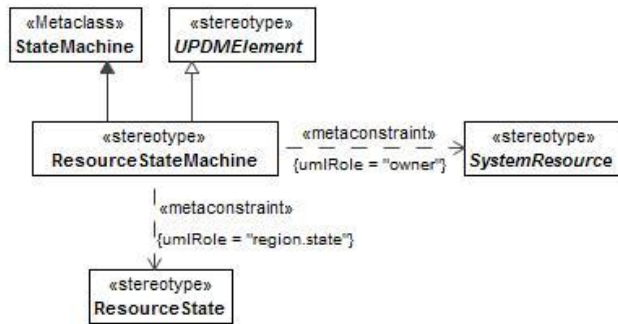 «Metaclass»
StateMachine
«stereotype»
UPDMElement
«stereotype»
ResourceStateMachine
«metaconstraint»
{umlRole = "owner"}
«stereotype»
SystemResource
«metaconstraint»
{umlRole = "region.state"}
«stereotype»
ResourceState